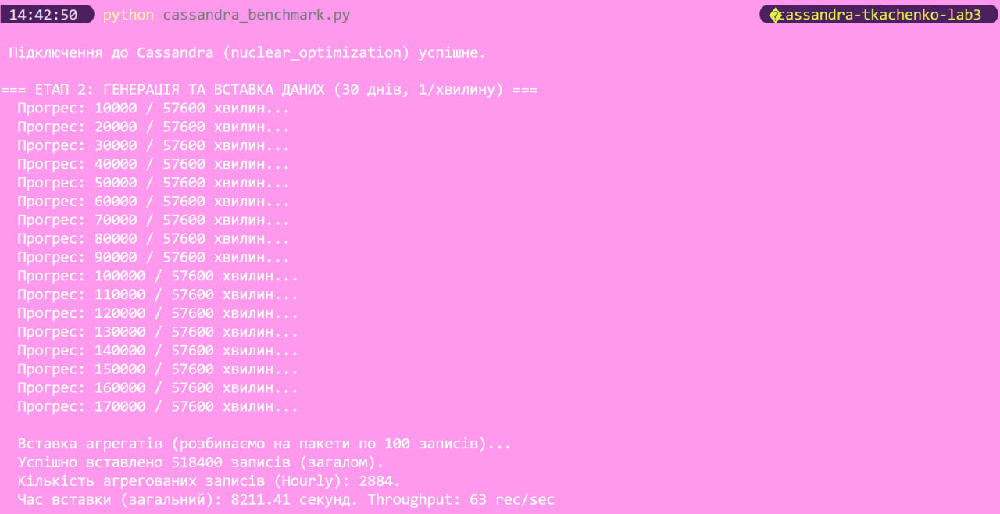 14:42:50 python cassandra_benchmark.py �cassandra-tkachenko-lab3
Підключення до Cassandra (nuclear_optimization) успішне.
=== ЕТАП 2: ГЕНЕРАЦІЯ ТА ВСТАВКА ДАНИХ (30 днів, 1/хвилину) ===
Прогрес: 10000 / 57600 хвилин...
Прогрес: 20000 / 57600 хвилин...
Прогрес: 30000 / 57600 хвилин...
Прогрес: 40000 / 57600 хвилин...
Прогрес: 50000 / 57600 хвилин...
Прогрес: 60000 / 57600 хвилин...
Прогрес: 70000 / 57600 хвилин...
Прогрес: 80000 / 57600 хвилин...
Прогрес: 90000 / 57600 хвилин...
Прогрес: 100000 / 57600 хвилин...
Прогрес: 110000 / 57600 хвилин...
Прогрес: 120000 / 57600 хвилин...
Прогрес: 130000 / 57600 хвилин...
Прогрес: 140000 / 57600 хвилин...
Прогрес: 150000 / 57600 хвилин...
Прогрес: 160000 / 57600 хвилин...
Прогрес: 170000 / 57600 хвилин...
Вставка агрегатів (розбиваємо на пакети по 100 записів)...
Успішно вставлено 518400 записів (загалом).
Кількість агрегованих записів (Hourly): 2884.
Час вставки (загальний): 8211.41 секунд. Throughput: 63 rec/sec